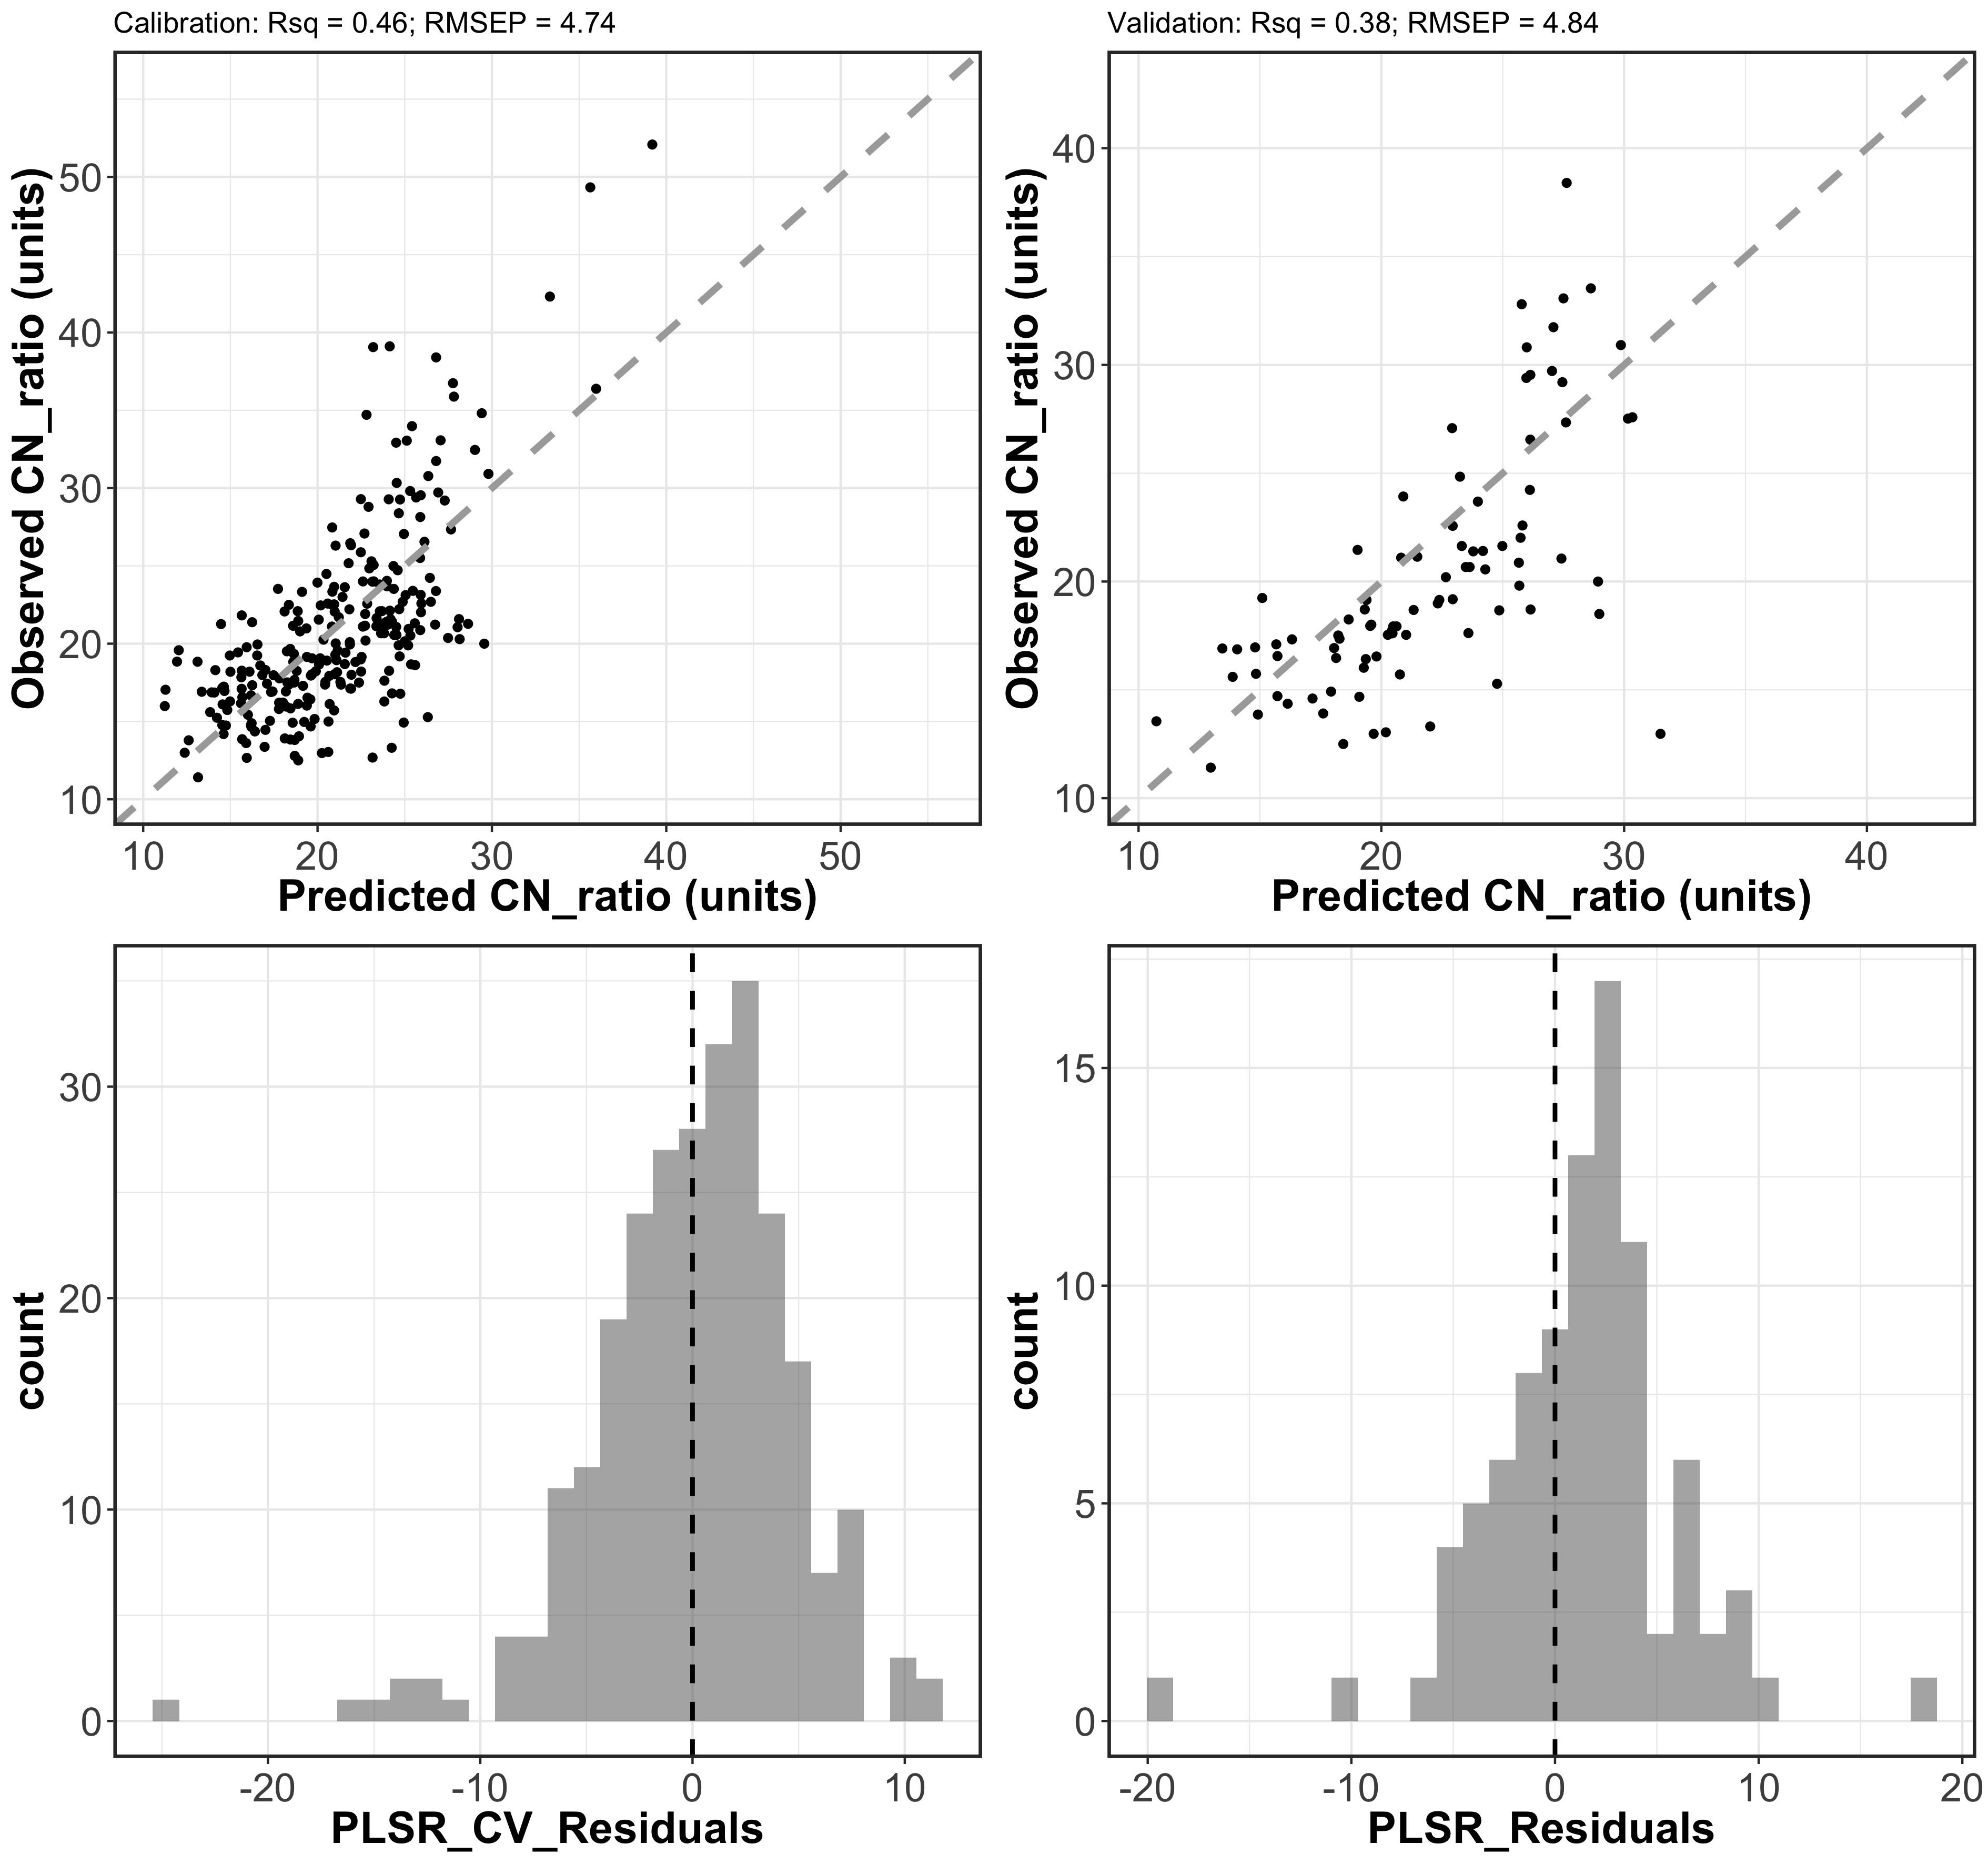 Calibration: Rsq = 0.46; RMSEP = 4.74
Observed CN_ratio (units)
50
40
30
20
10
10 20 30 40 50
Predicted CN_ratio (units)
Validation: Rsq = 0.38; RMSEP = 4.84
Observed CN_ratio (units)
40
30
20
10
10 20 30 40
Predicted CN_ratio (units)
count
30
20
10
0
-20 -10 0 10
PLSR_CV_Residuals
count
15
10
5
0
-20 -10 0 10 20
PLSR_Residuals